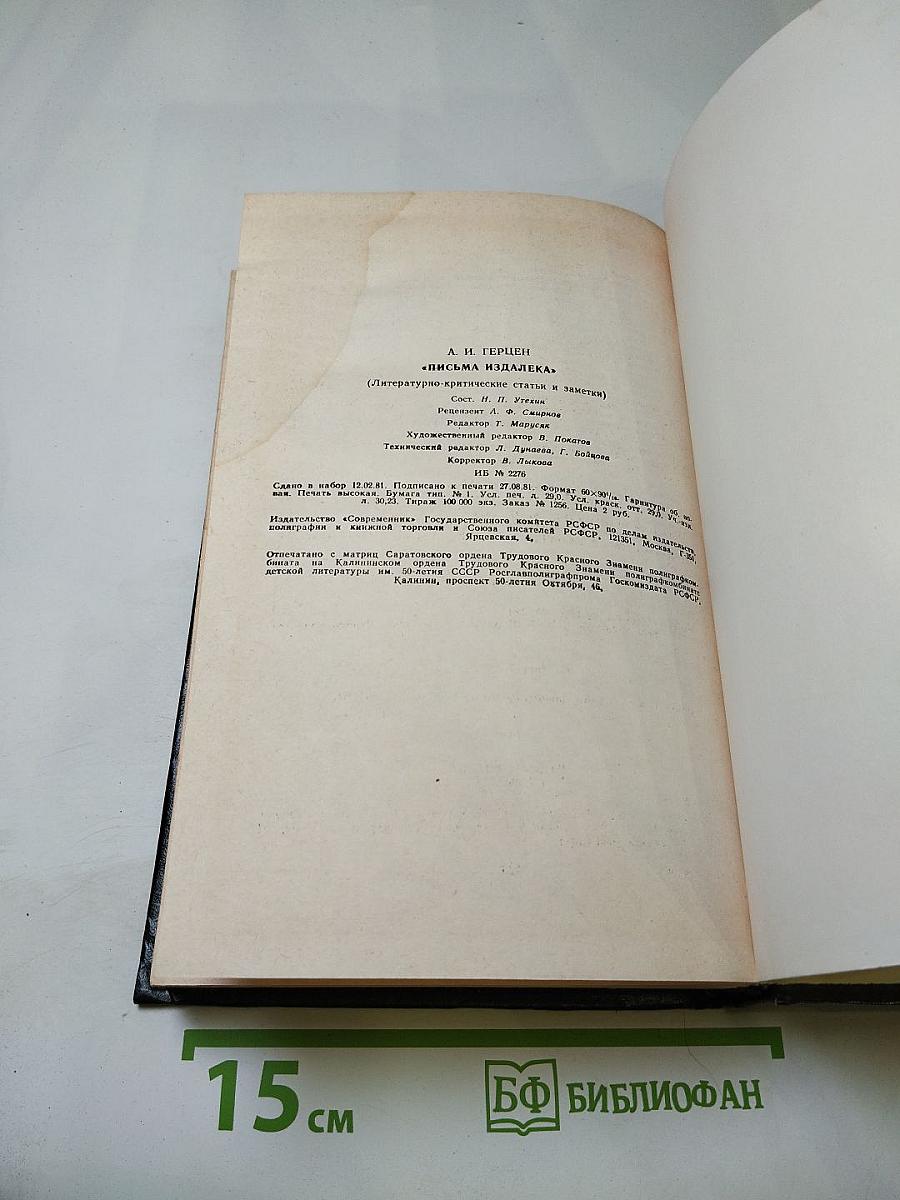 А. И. ГЕРЦЕН
«ПИСЬМА ИЗДАЛЕКА»
(Литературно-критические статьи и заметки)
Сост. Н. П. Утехин
Рецензент А. Ф. Смирнов
Редактор Т. Марусяк
Художественный редактор В. Покатов
Технический редактор Л. Дунаева, Г. Бойцова
Корректор В. Лыкова
ИБ № 2276
Сдано в набор 12.02.81. Подписано к печати 27.08.81. Формат 60×90¹/₁₆. Гарнитура об. но-
вая. Печать высокая. Бумага тип. № 1. Усл. печ. л. 29,0. Усл. краск. отт. 29,0. Уч.-изд.
л. 30,23. Тираж 100 000 экз. Заказ № 1256. Цена 2 руб.
Издательство «Современник» Государственного комитета РСФСР по делам издательств,
полиграфии и книжной торговли и Союза писателей РСФСР, 121351, Москва, Г-351,
Ярцевская, 4,
Отпечатано с матриц Саратовского ордена Трудового Красного Знамени полиграфком-
бината на Калининском ордена Трудового Красного Знамени полиграфкомбинате
детской литературы им. 50-летия СССР Росглавполиграфпрома Госкомиздата РСФСР,
Калинин, проспект 50-летия Октября, 46,
15 см
БФ БИБЛИОФАН